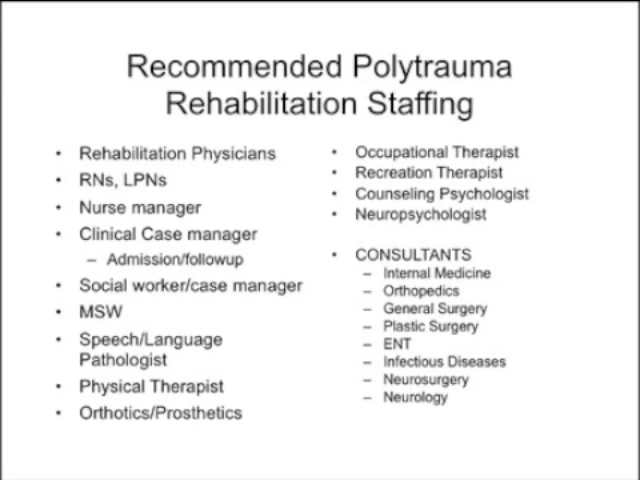 Recommended Polytrauma
Rehabilitation Staffing
• Rehabilitation Physicians
• RNs, LPNs
• Nurse manager
• Clinical Case manager
– Admission/followup
• Social worker/case manager
• MSW
• Speech/Language
Pathologist
• Physical Therapist
• Orthotics/Prosthetics
• Occupational Therapist
• Recreation Therapist
• Counseling Psychologist
• Neuropsychologist
• CONSULTANTS
– Internal Medicine
– Orthopedics
– General Surgery
– Plastic Surgery
– ENT
– Infectious Diseases
– Neurosurgery
– Neurology